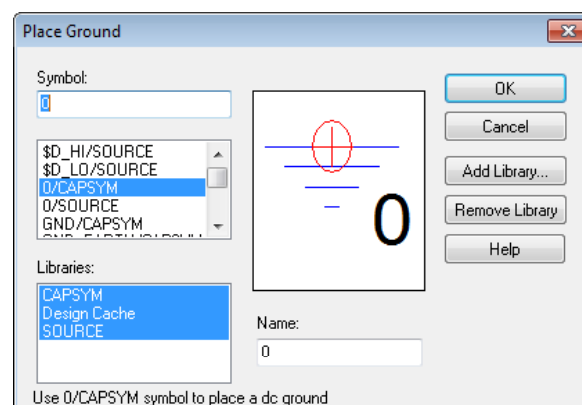 Place Ground
Symbol:
0
$D_HI/SOURCE
$D_LO/SOURCE
0/CAPSYM
0/SOURCE
GND/CAPSYM
Libraries:
CAPSYM
Design Cache
SOURCE
0
Name:
0
OK
Cancel
Add Library...
Remove Library
Help
Use 0/CAPSYM symbol to place a dc ground